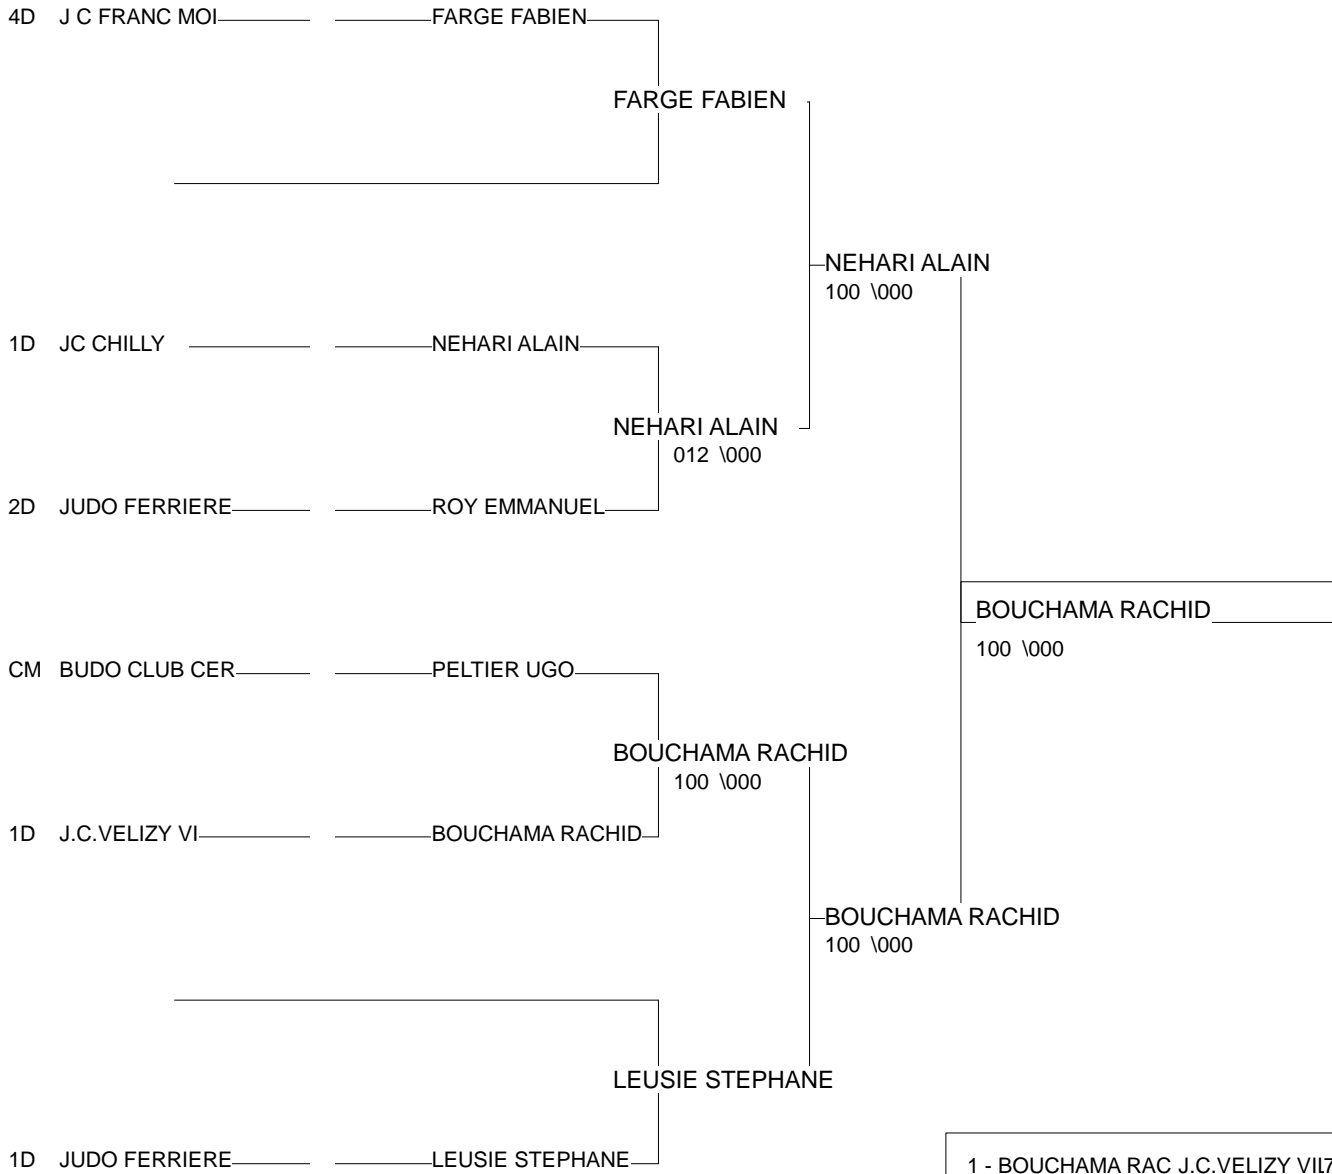 4D J C FRANC MOI FARGE FABIEN
FARGE FABIEN
NEHARI ALAIN
100 \000
1D JC CHILLY NEHARI ALAIN
NEHARI ALAIN
012 \000
2D JUDO FERRIERE ROY EMMANUEL
BOUCHAMA RACHID
100 \000
CM BUDO CLUB CER PELTIER UGO
BOUCHAMA RACHID
100 \000
1D J.C.VELIZY VI BOUCHAMA RACHID
BOUCHAMA RACHID
100 \000
LEUSIE STEPHANE
1D JUDO FERRIERE LEUSIE STEPHANE
1 - BOUCHAMA RAC J.C.VELIZY